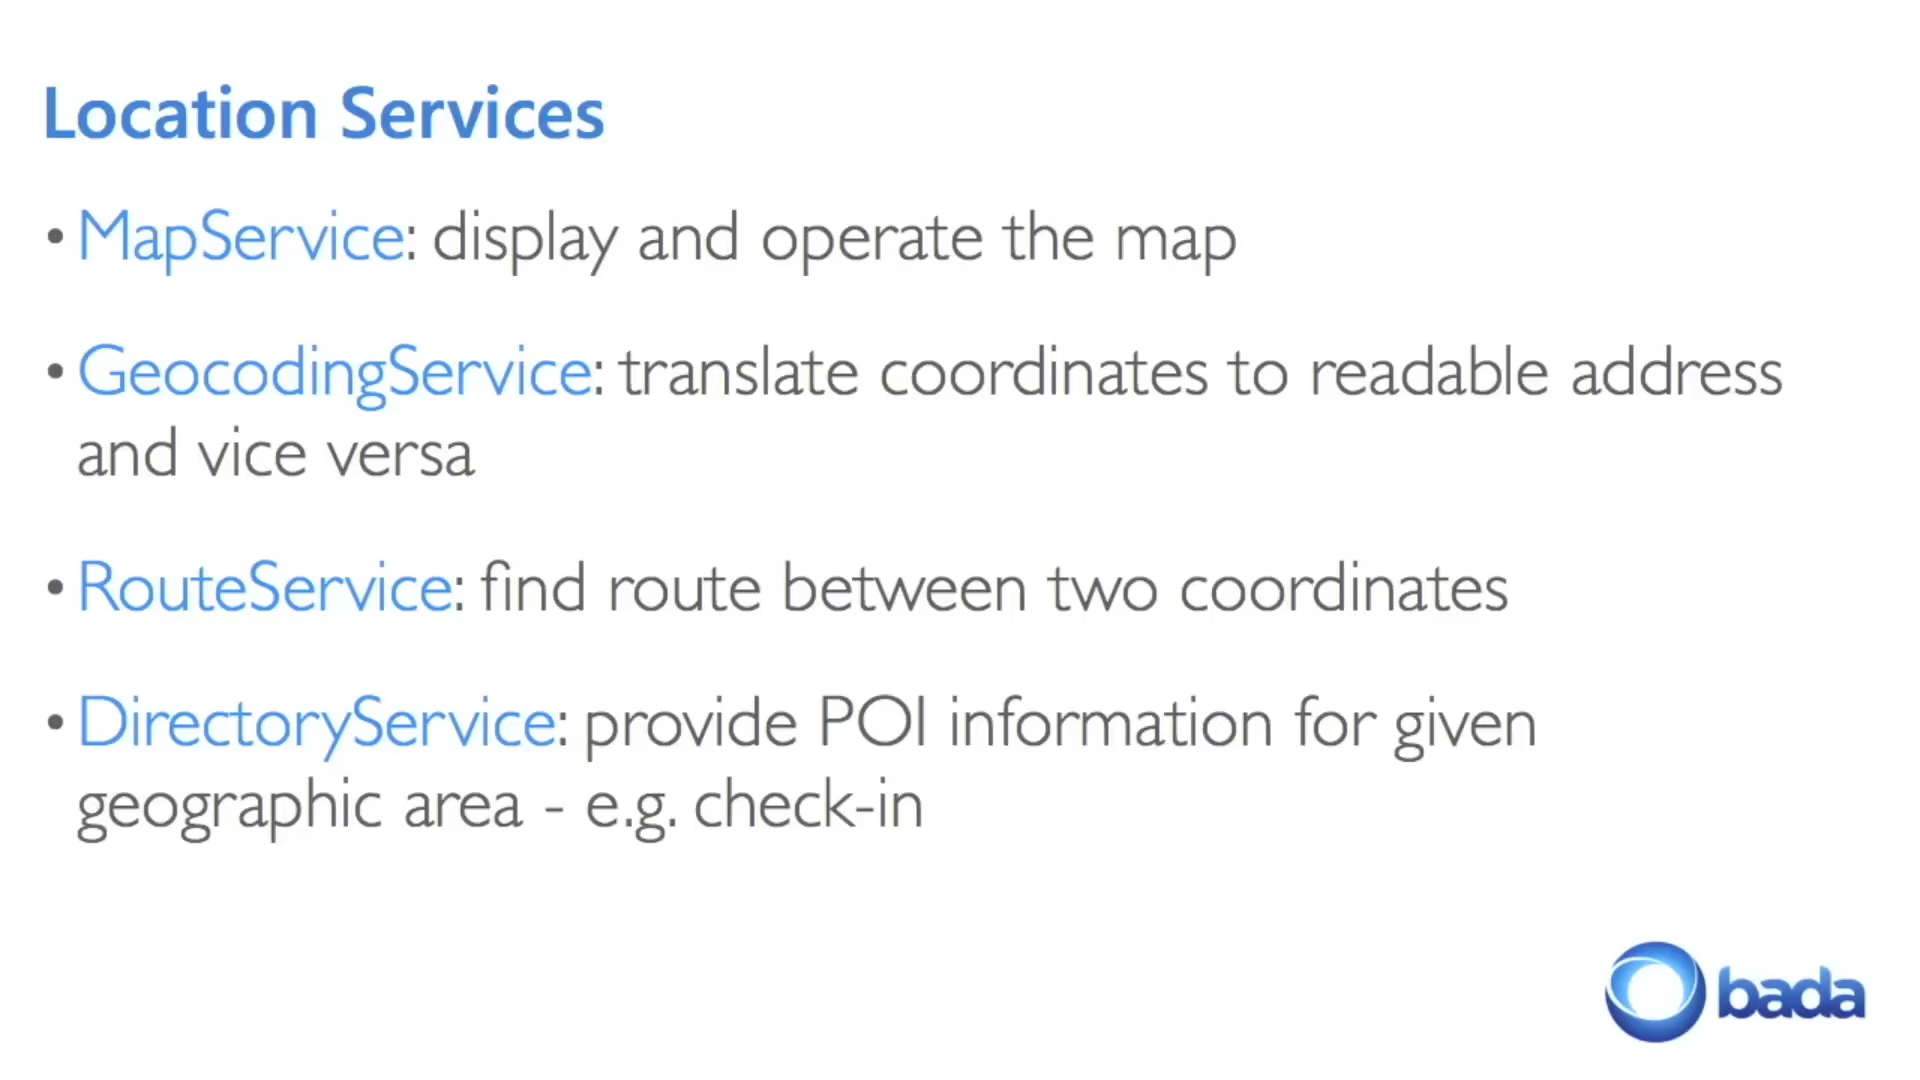 Location Services
• MapService: display and operate the map
• GeocodingService: translate coordinates to readable address
and vice versa
• RouteService: find route between two coordinates
• DirectoryService: provide POI information for given
geographic area - e.g. check-in
bada